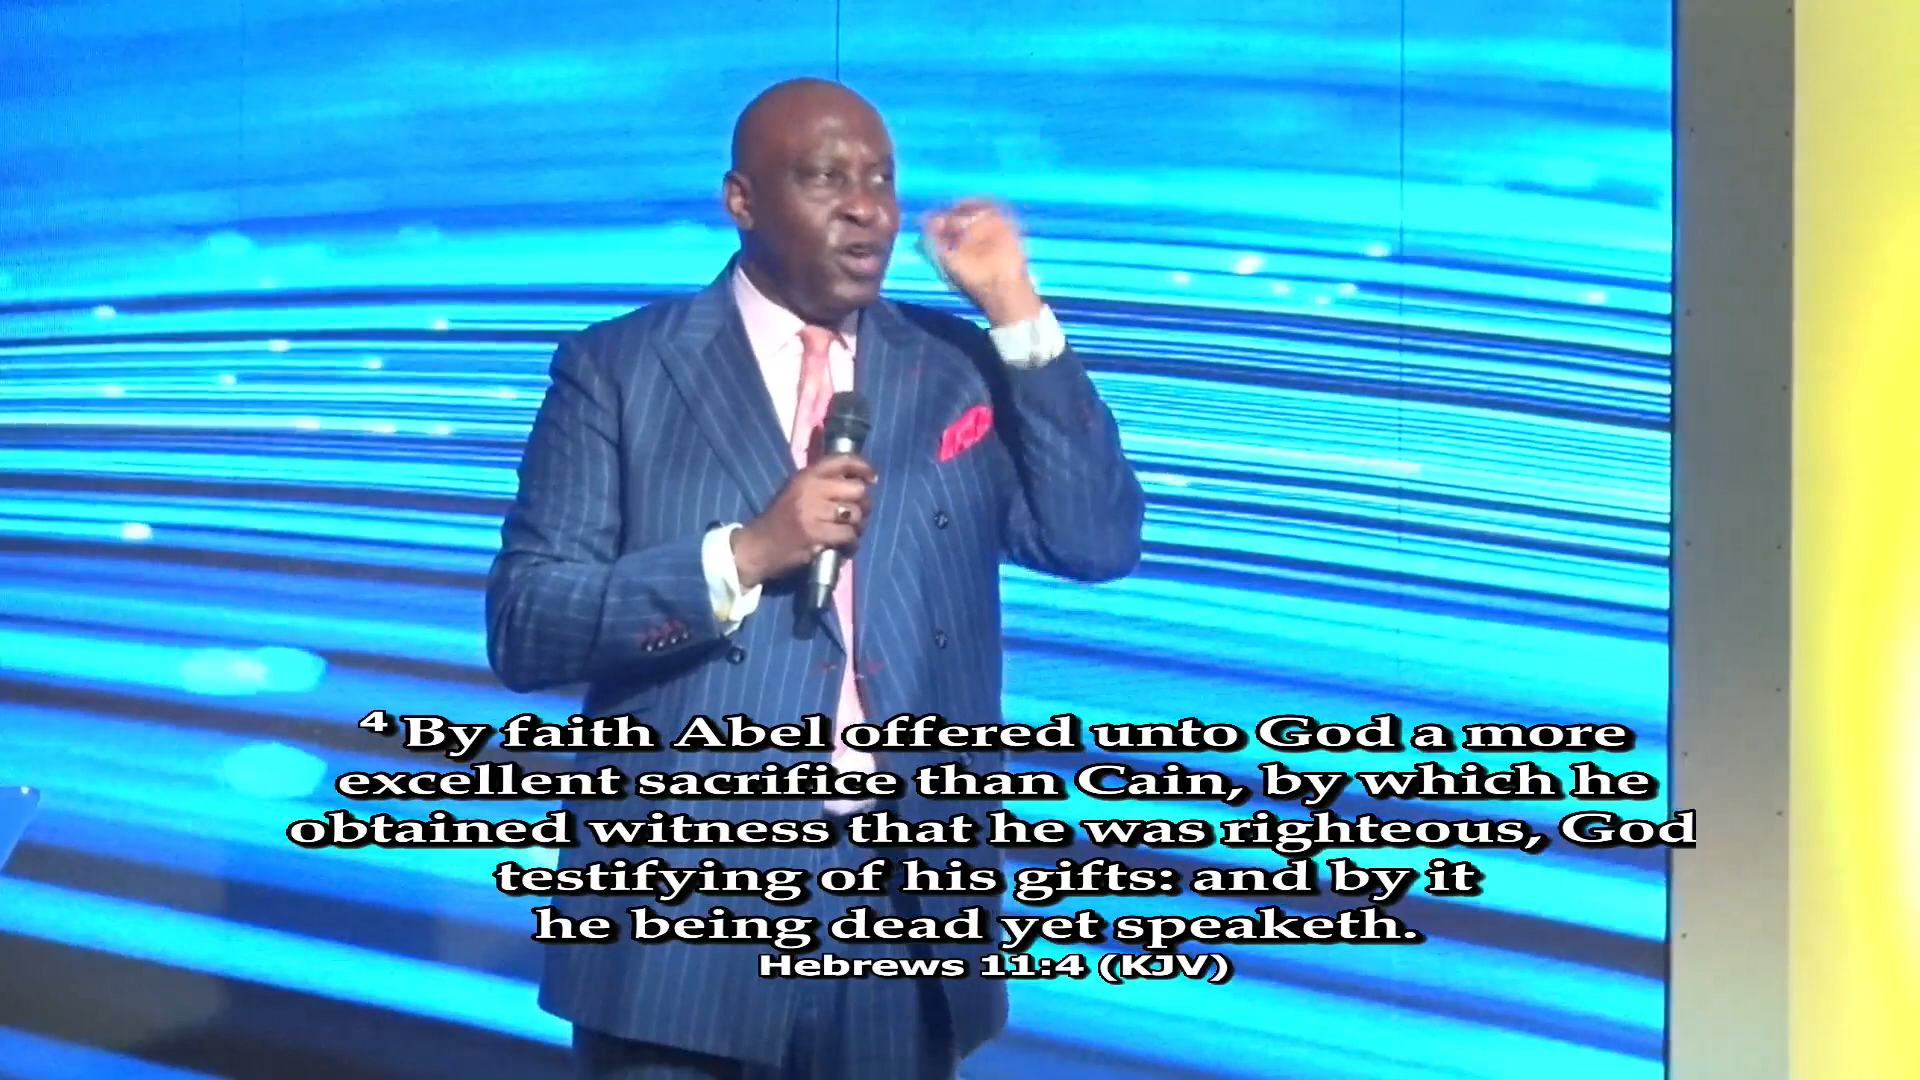 4 By faith Abel offered unto God a more
excellent sacrifice than Cain, by which he
obtained witness that he was righteous, God
testifying of his gifts: and by it
he being dead yet speaketh.
Hebrews 11:4 (KJV)